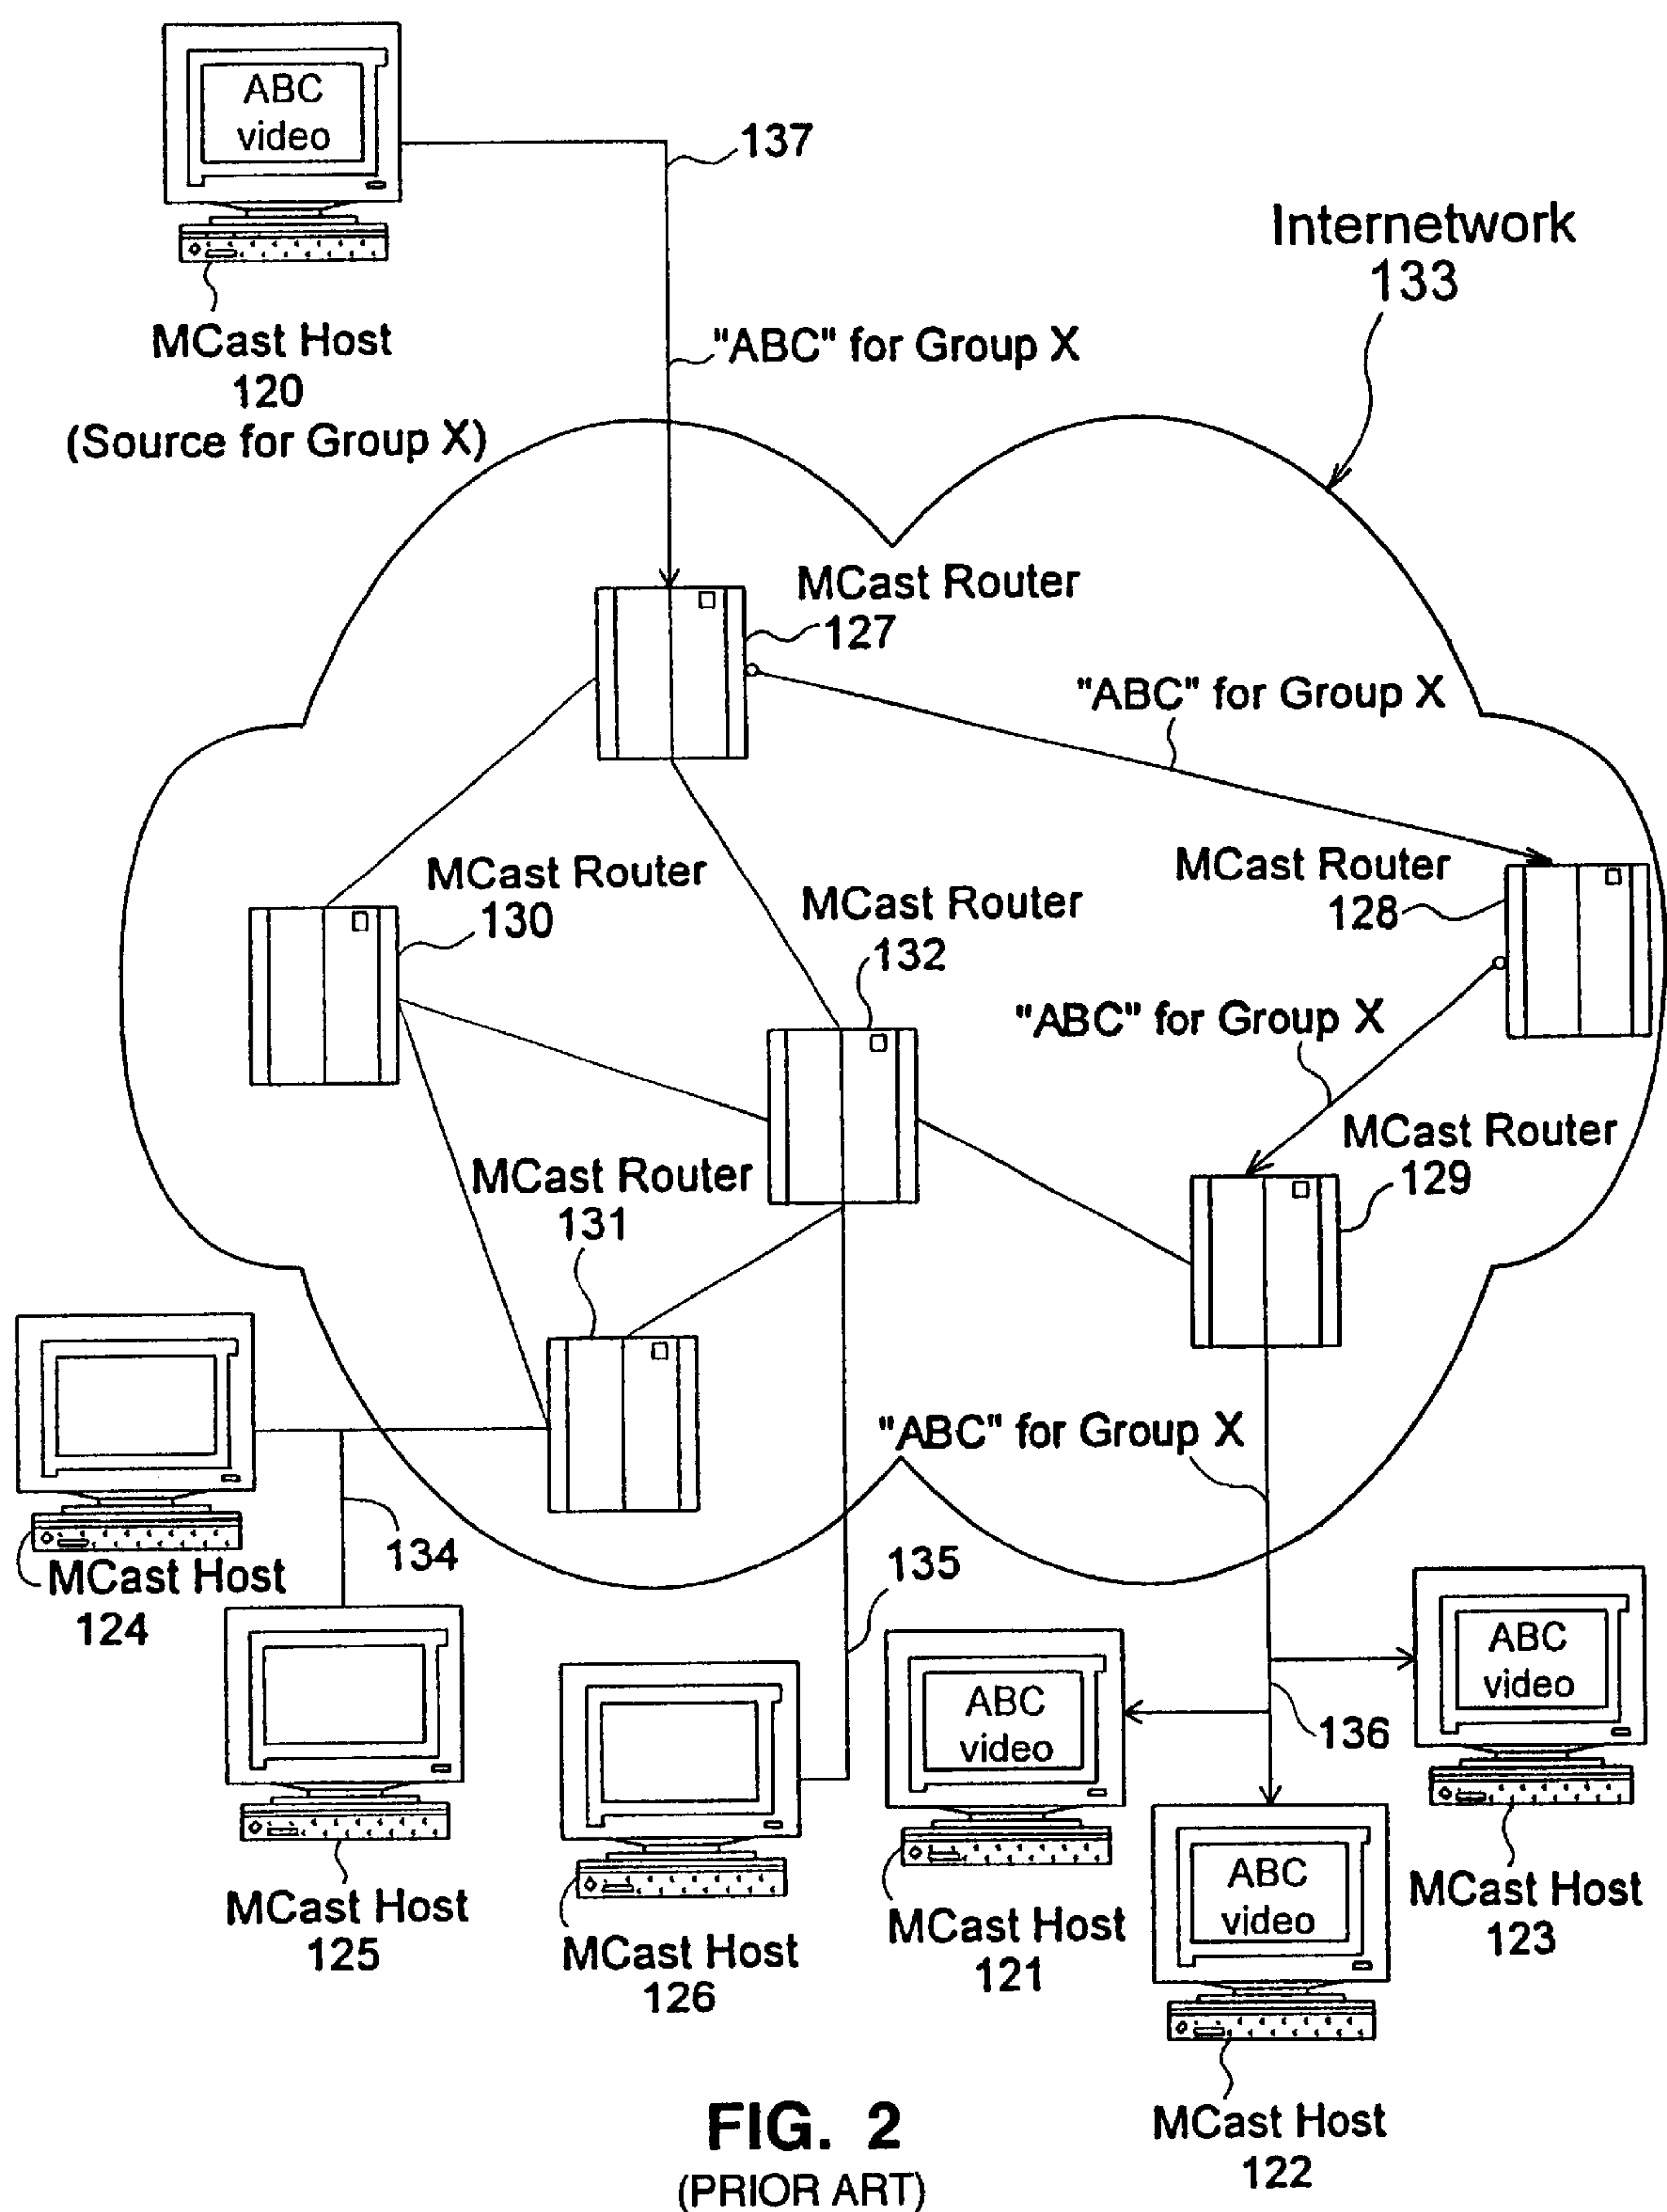 ABC
video
137
Internetwork
133
MCast Host
120
(Source for Group X)
"ABC" for Group X
MCast Router
127
"ABC" for Group X
MCast Router
130
MCast Router
132
MCast Router
128
"ABC" for Group X
MCast Router
129
MCast Router
131
"ABC" for Group X
134
MCast Host
124
135
ABC
video
ABC
video
136
ABC
video
MCast Host
125
MCast Host
126
MCast Host
121
MCast Host
123
MCast Host
122
FIG. 2
(PRIOR ART)